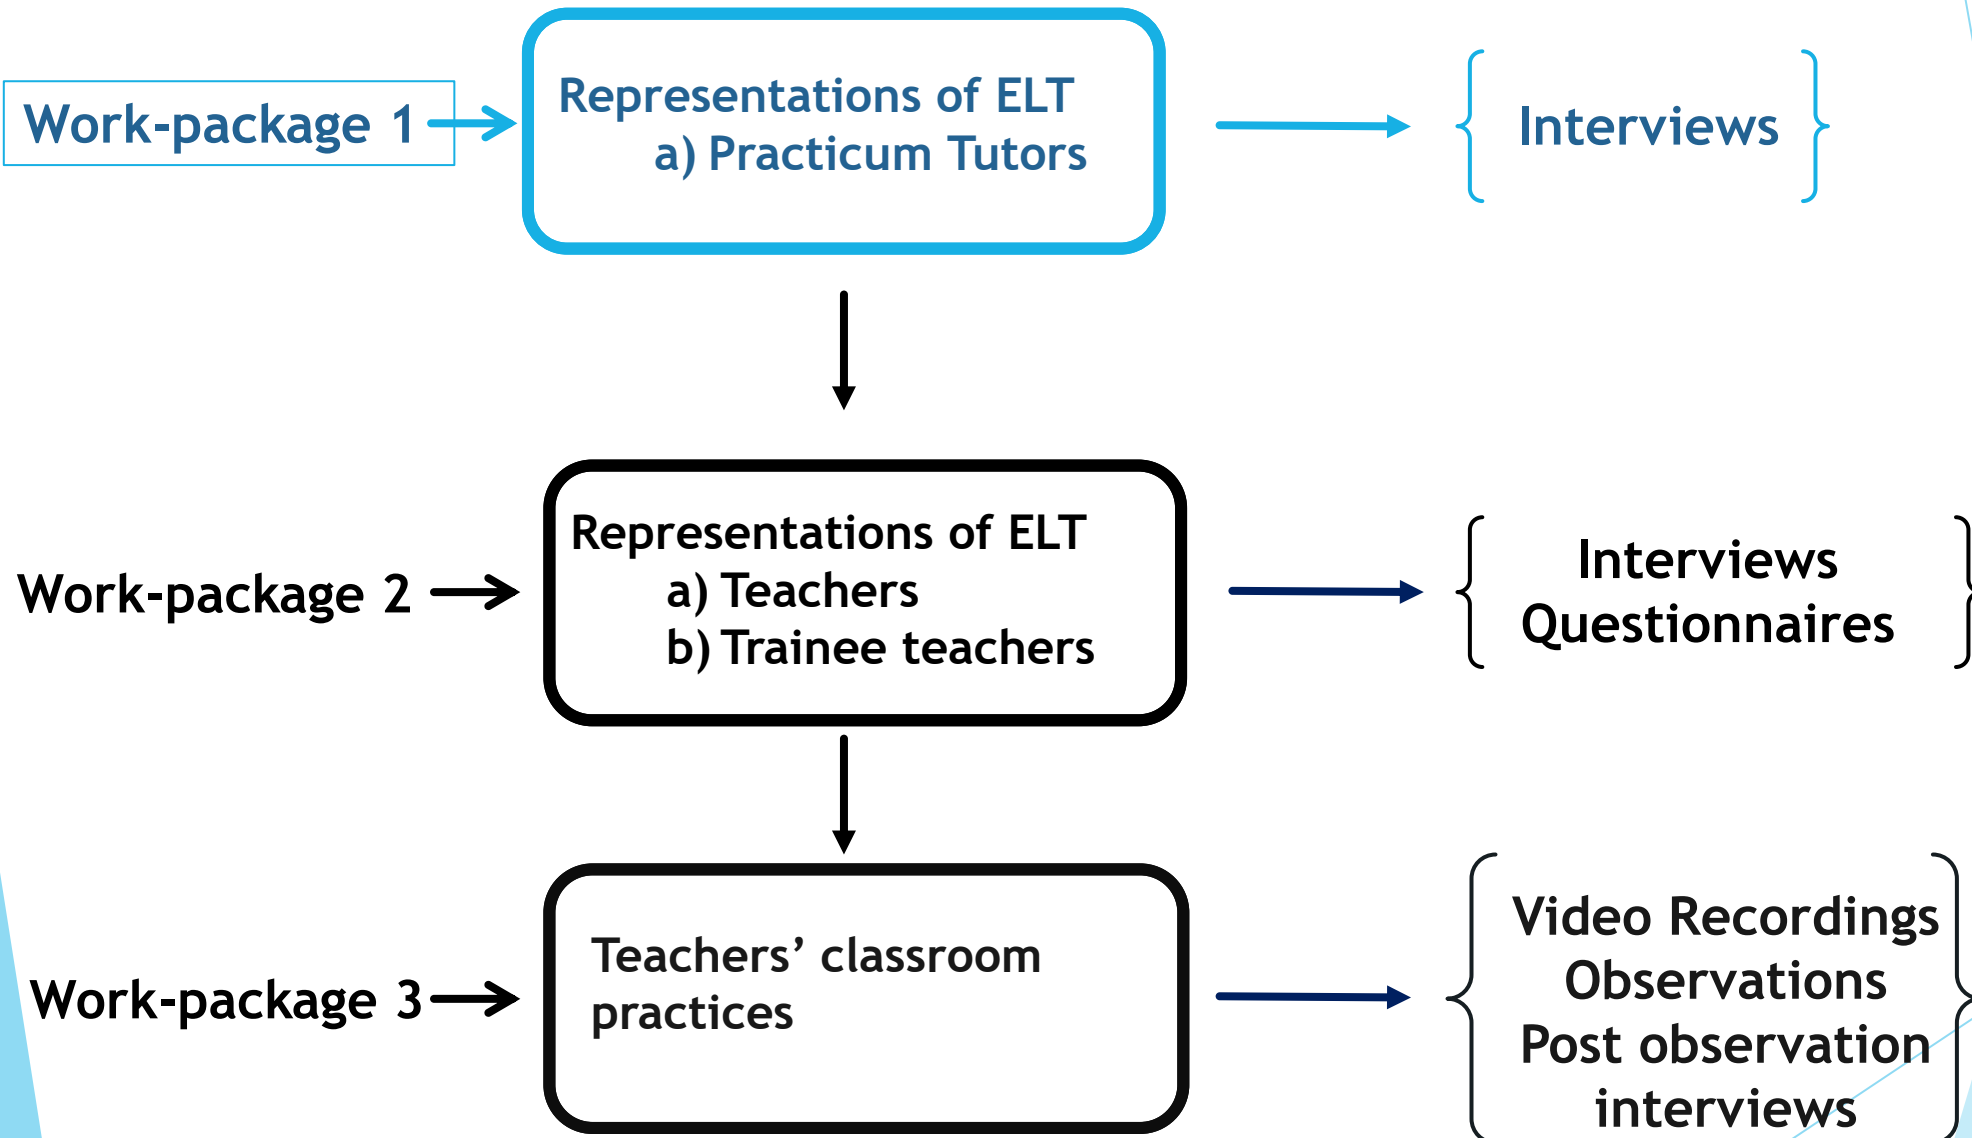 Work-package 1
Representations of ELT
a) Practicum Tutors
Interviews
Work-package 2
Representations of ELT
a) Teachers
b) Trainee teachers
Interviews
Questionnaires
Work-package 3
Teachers’ classroom
practices
Video Recordings
Observations
Post observation
interviews